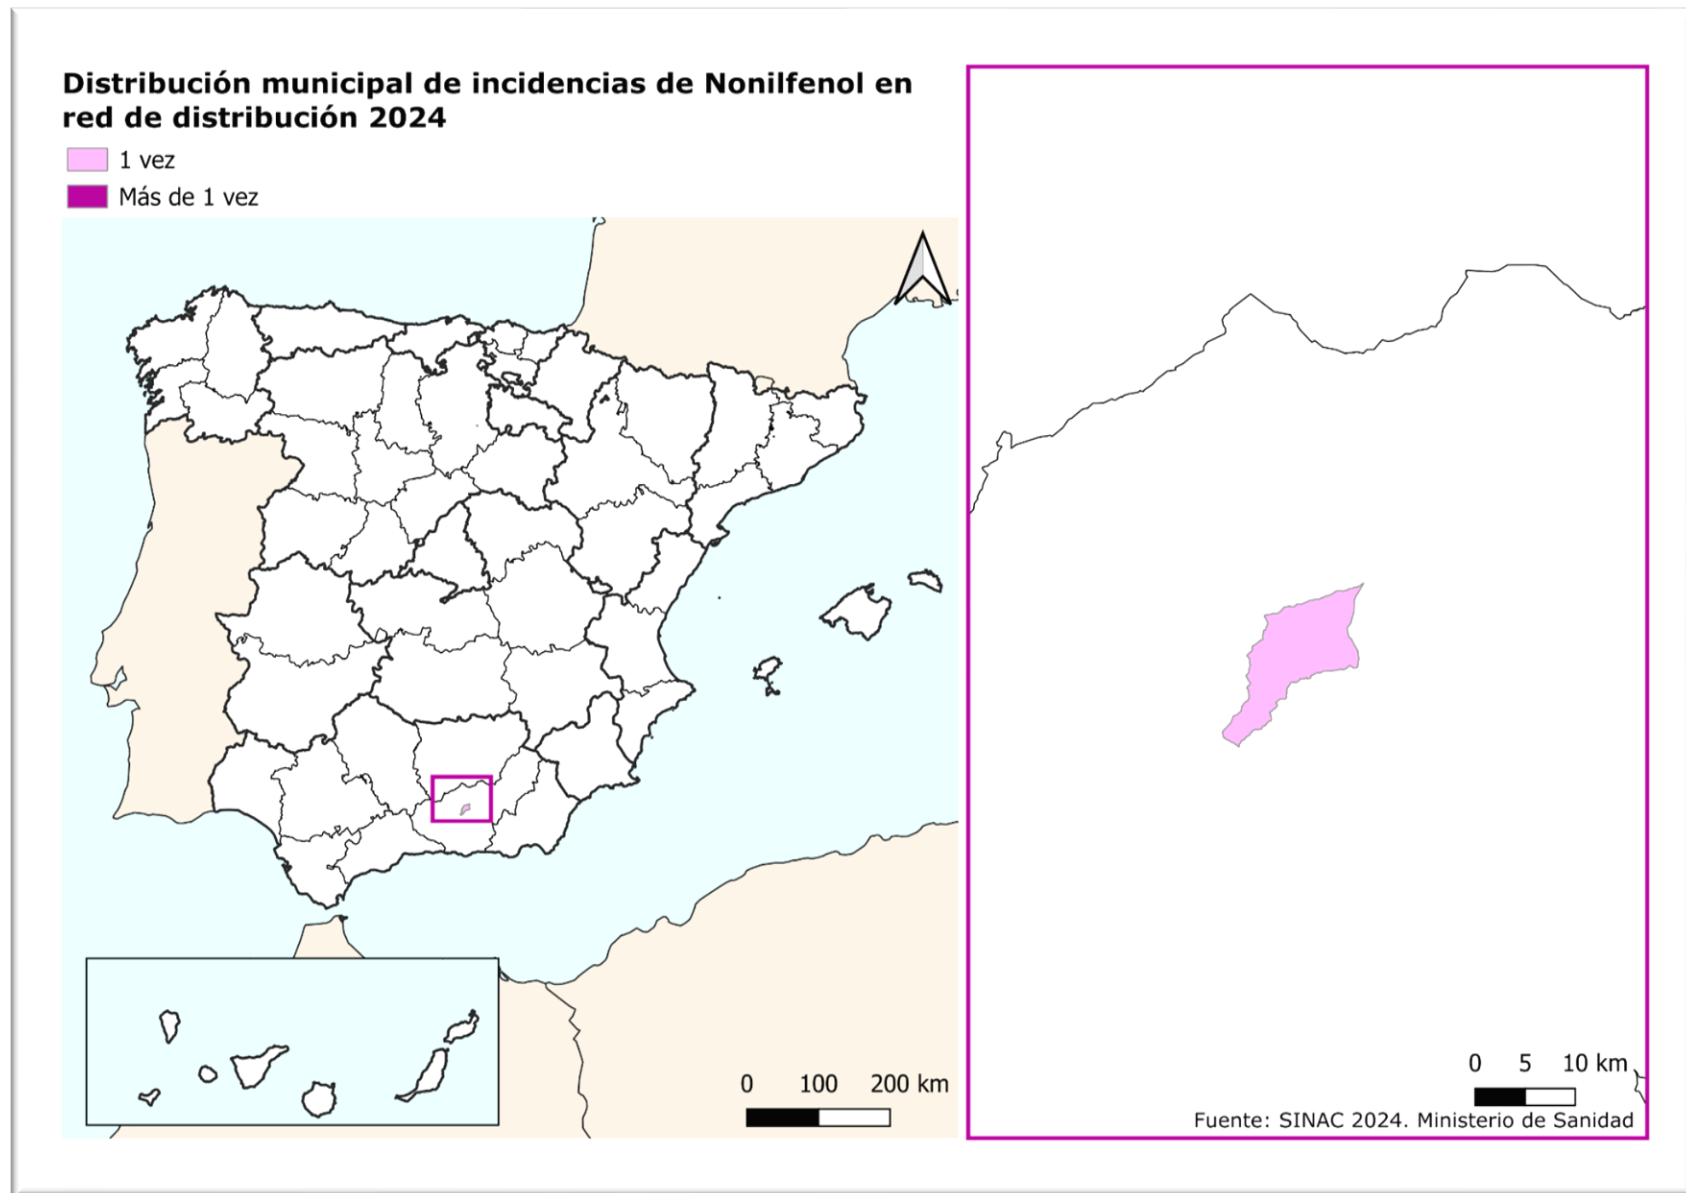 Distribución municipal de incidencias de Nonilfenol en
red de distribución 2024
1 vez
Más de 1 vez
0 100 200 km
0 5 10 km
Fuente: SINAC 2024. Ministerio de Sanidad